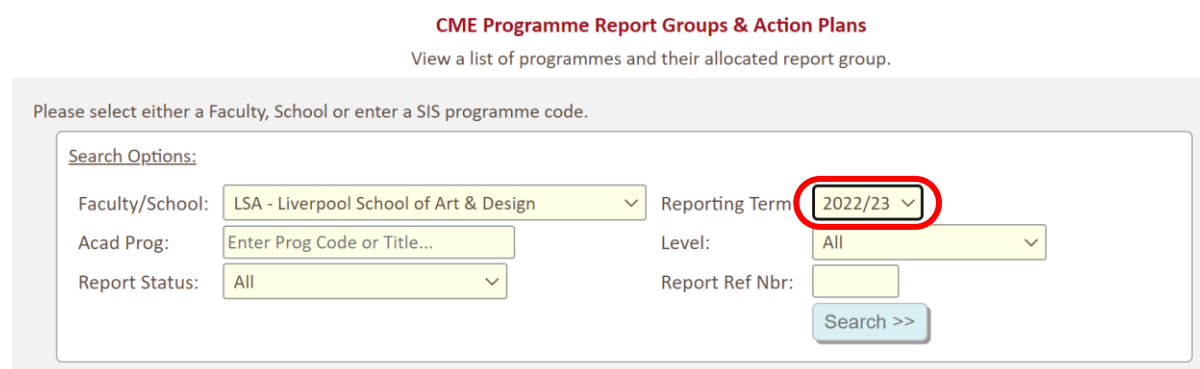 CME Programme Report Groups & Action Plans
View a list of programmes and their allocated report group.
Please select either a Faculty, School or enter a SIS programme code.
Search Options:
Faculty/School: LSA - Liverpool School of Art & Design Reporting Term 2022/23
Acad Prog: Enter Prog Code or Title... Level: All
Report Status: All Report Ref Nbr:
Search >>